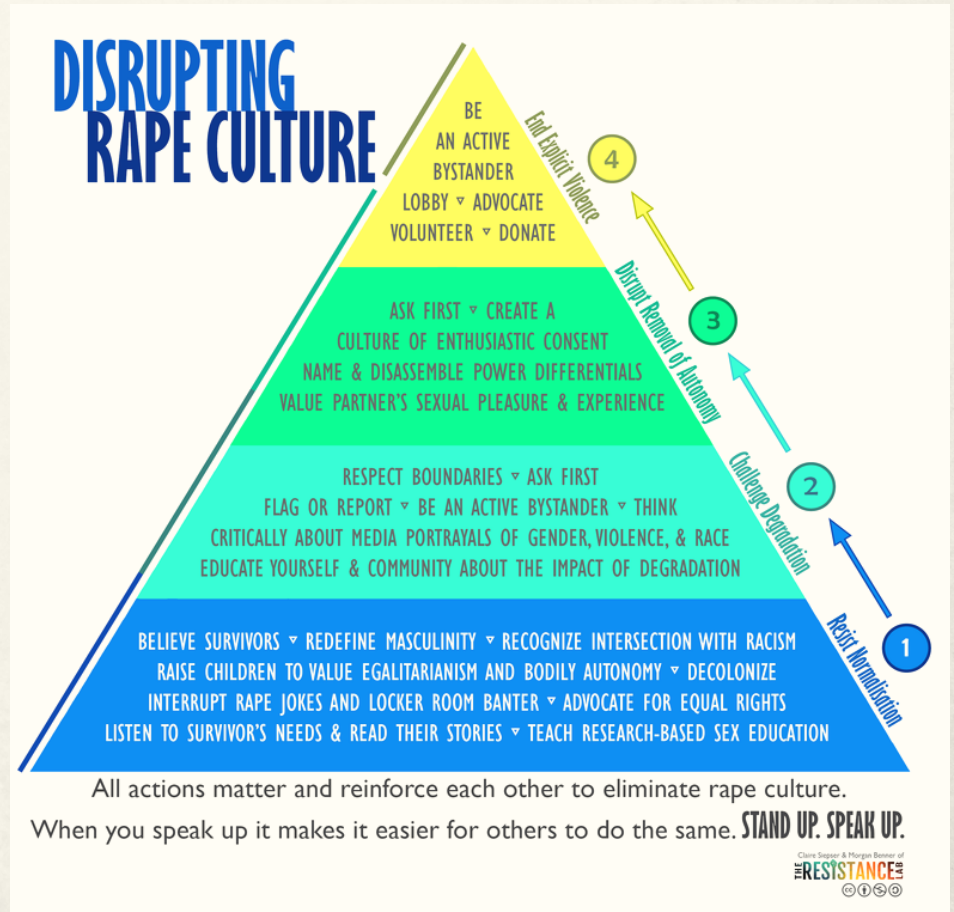 DISRUPTING
RAPE CULTURE
BE
AN ACTIVE
BYSTANDER
LOBBY ▿ ADVOCATE
VOLUNTEER ▿ DONATE
End Explicit Violence
4
ASK FIRST ▿ CREATE A
CULTURE OF ENTHUSIASTIC CONSENT
NAME & DISASSEMBLE POWER DIFFERENTIALS
VALUE PARTNER'S SEXUAL PLEASURE & EXPERIENCE
Disrupt Removal of Autonomy
3
RESPECT BOUNDARIES ▿ ASK FIRST
FLAG OR REPORT ▿ BE AN ACTIVE BYSTANDER ▿ THINK
CRITICALLY ABOUT MEDIA PORTRAYALS OF GENDER, VIOLENCE, & RACE
EDUCATE YOURSELF & COMMUNITY ABOUT THE IMPACT OF DEGRADATION
Challenge Degradation
2
BELIEVE SURVIVORS ▿ REDEFINE MASCULINITY ▿ RECOGNIZE INTERSECTION WITH RACISM
RAISE CHILDREN TO VALUE EGALITARIANISM AND BODILY AUTONOMY ▿ DECOLONIZE
INTERRUPT RAPE JOKES AND LOCKER ROOM BANTER ▿ ADVOCATE FOR EQUAL RIGHTS
LISTEN TO SURVIVOR'S NEEDS & READ THEIR STORIES ▿ TEACH RESEARCH-BASED SEX EDUCATION
Resist Normalisation
1
All actions matter and reinforce each other to eliminate rape culture.
When you speak up it makes it easier for others to do the same. STAND UP. SPEAK UP.
Claire Siepser & Morgan Benner of
THE RESISTANCE LAB